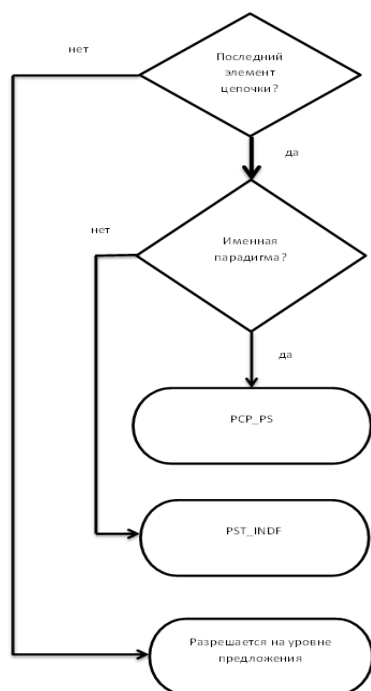 нет
Последний
элемент
цепочки?
да
нет
Именная
парадигма?
да
PCP_PS
PST_INDF
Разрешается на уровне
предложения